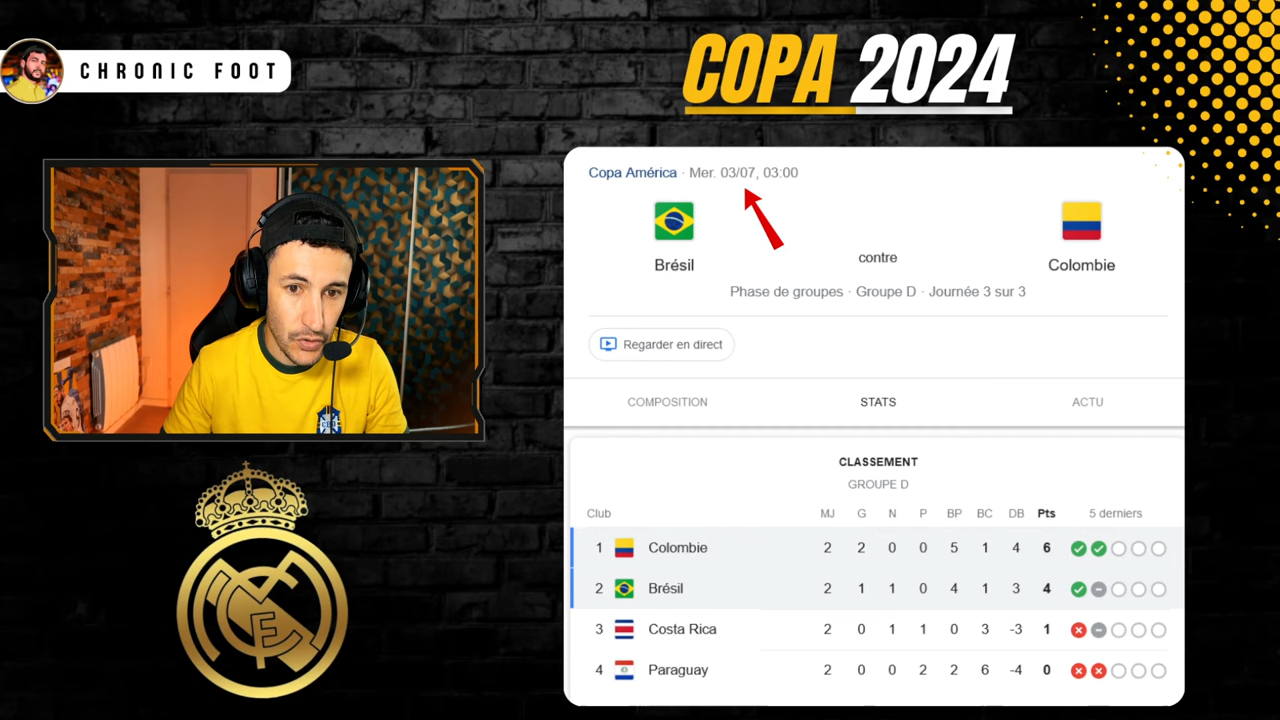 CHRONIC FOOT
COPA 2024
Copa América · Mer. 03/07, 03:00
Brésil
contre
Colombie
Phase de groupes · Groupe D · Journée 3 sur 3
Regarder en direct
COMPOSITION STATS ACTU
CLASSEMENT
GROUPE D
Club MJ G N P BP BC DB Pts 5 derniers
1 Colombie 2 2 0 0 5 1 4 6
2 Brésil 2 1 1 0 4 1 3 4
3 Costa Rica 2 0 1 1 0 3 -3 1
4 Paraguay 2 0 0 2 2 6 -4 0